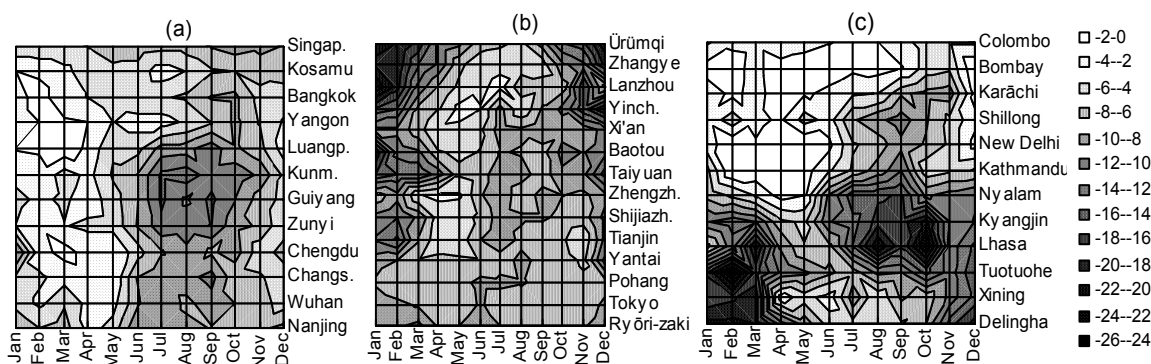 (a)
Singap.
Kosamu
Bangkok
Yangon
Luangp.
Kunm.
Guiyang
Zunyi
Chengdu
Changs.
Wuhan
Nanjing
Jan
Feb
Mar
Apr
May
Jun
Jul
Aug
Sep
Oct
Nov
Dec
(b)
Ürümqi
Zhangye
Lanzhou
Yinch.
Xi'an
Baotou
Taiyuan
Zhengzh.
Shijiazh.
Tianjin
Yantai
Pohang
Tokyo
Ryōri-zaki
Jan
Feb
Mar
Apr
May
Jun
Jul
Aug
Sep
Oct
Nov
Dec
(c)
Colombo
Bombay
Karāchi
Shillong
New Delhi
Kathmandu
Nyalam
Kyangjin
Lhasa
Tuotuohe
Xining
Delingha
Jan
Feb
Mar
Apr
May
Jun
Jul
Aug
Sep
Oct
Nov
Dec
-2-0
-4--2
-6--4
-8--6
-10--8
-12--10
-14--12
-16--14
-18--16
-20--18
-22--20
-24--22
-26--24